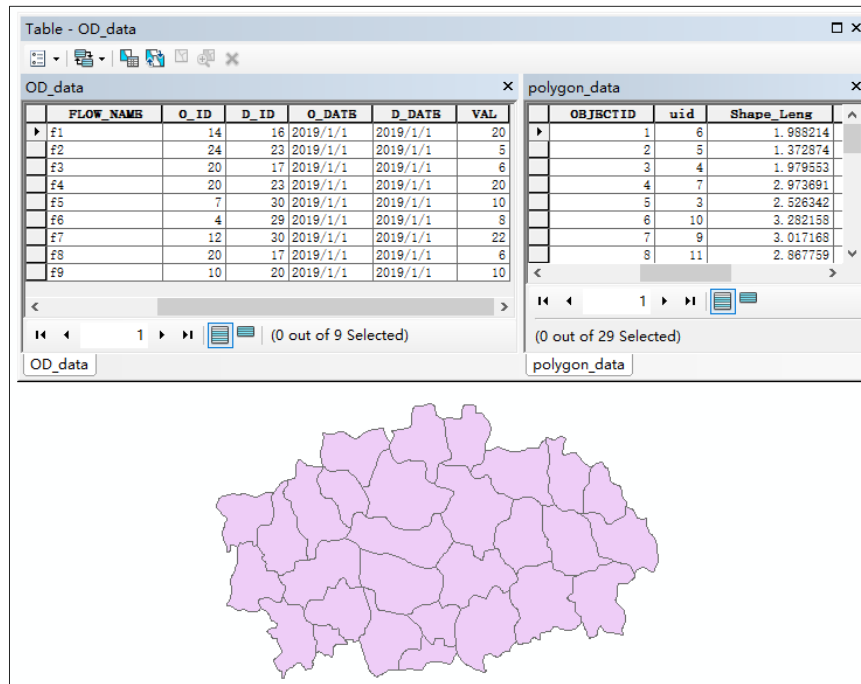 Table - OD_data
OD_data
FLOW_NAME O_ID D_ID O_DATE D_DATE VAL
f1 14 16 2019/1/1 2019/1/1 20
f2 24 23 2019/1/1 2019/1/1 5
f3 20 17 2019/1/1 2019/1/1 6
f4 20 23 2019/1/1 2019/1/1 20
f5 7 30 2019/1/1 2019/1/1 10
f6 4 29 2019/1/1 2019/1/1 8
f7 12 30 2019/1/1 2019/1/1 22
f8 20 17 2019/1/1 2019/1/1 6
f9 10 20 2019/1/1 2019/1/1 10
1 (0 out of 9 Selected)
OD_data
polygon_data
OBJECTID uid Shape_Leng
1 6 1.988214
2 5 1.372874
3 4 1.979553
4 7 2.973691
5 3 2.526342
6 10 3.282158
7 9 3.017168
8 11 2.867759
1
(0 out of 29 Selected)
polygon_data